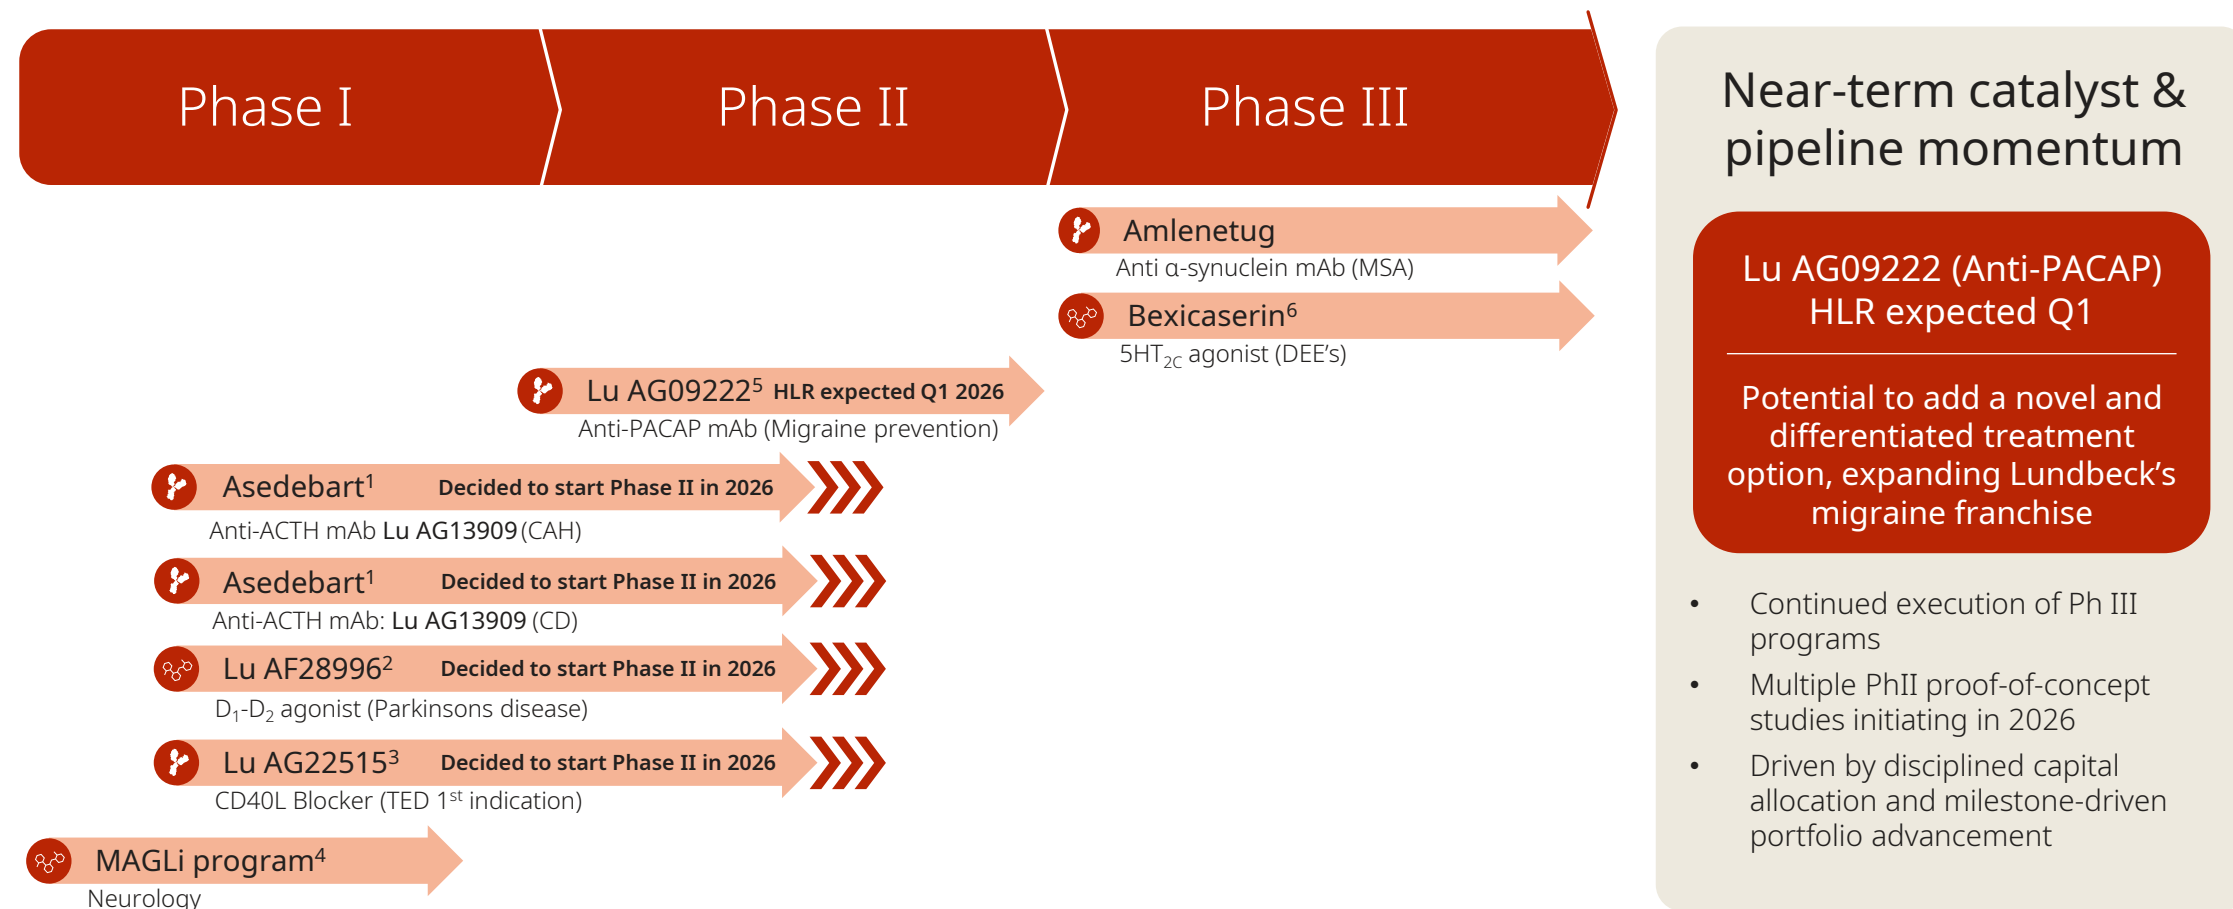 Phase I
Phase II
Phase III
Amlenetug
Anti α-synuclein mAb (MSA)
Bexicaserin⁶
5HT₂C agonist (DEE’s)
Lu AG09222⁵ HLR expected Q1 2026
Anti-PACAP mAb (Migraine prevention)
Asedebart¹ Decided to start Phase II in 2026
Anti-ACTH mAb Lu AG13909 (CAH)
Asedebart¹ Decided to start Phase II in 2026
Anti-ACTH mAb: Lu AG13909 (CD)
Lu AF28996² Decided to start Phase II in 2026
D₁-D₂ agonist (Parkinsons disease)
Lu AG22515³ Decided to start Phase II in 2026
CD40L Blocker (TED 1ˢᵗ indication)
MAGLi program⁴
Neurology
Near-term catalyst &
pipeline momentum
Lu AG09222 (Anti-PACAP)
HLR expected Q1
Potential to add a novel and
differentiated treatment
option, expanding Lundbeck’s
migraine franchise
• Continued execution of Ph III
programs
• Multiple PhII proof-of-concept
studies initiating in 2026
• Driven by disciplined capital
allocation and milestone-driven
portfolio advancement